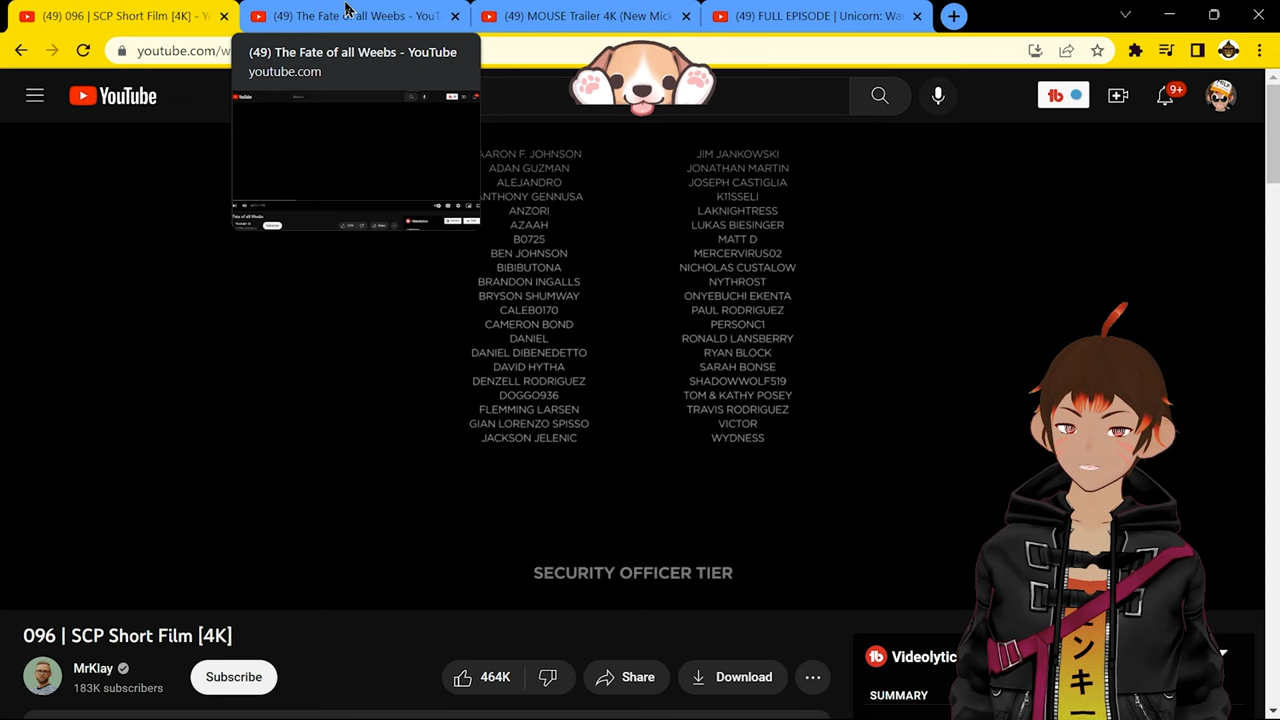 (49) 096 | SCP Short Film [4K] - Y
(49) The Fate of all Weebs - YouT
(49) MOUSE Trailer 4K (New Mick
(49) FULL EPISODE | Unicorn: Wa
youtube.com/w
(49) The Fate of all Weebs - YouTube
youtube.com
YouTube
9+
AARON F. JOHNSON
ADAN GUZMAN
ALEJANDRO
ANTHONY GENNUSA
ANZORI
AZAAH
B0725
BEN JOHNSON
BIBIBUTONA
BRANDON INGALLS
BRYSON SHUMWAY
CALEB0170
CAMERON BOND
DANIEL
DANIEL DIBENEDETTO
DAVID HYTHA
DENZELL RODRIGUEZ
DOGGO936
FLEMMING LARSEN
GIAN LORENZO SPISSO
JACKSON JELENIC
JIM JANKOWSKI
JONATHAN MARTIN
JOSEPH CASTIGLIA
K11SSELI
LAKNIGHTRESS
LUKAS BIESINGER
MATT D
MERCERVIRUS02
NICHOLAS CUSTALOW
NYTHROST
ONYEBUCHI EKENTA
PAUL RODRIGUEZ
PERSONC1
RONALD LANSBERRY
RYAN BLOCK
SARAH BONSE
SHADOWWOLF519
TOM & KATHY POSEY
TRAVIS RODRIGUEZ
VICTOR
WYDNESS
SECURITY OFFICER TIER
096 | SCP Short Film [4K]
MrKlay
183K subscribers
Subscribe
464K
Share
Download
Videolytic
SUMMARY
ンキー